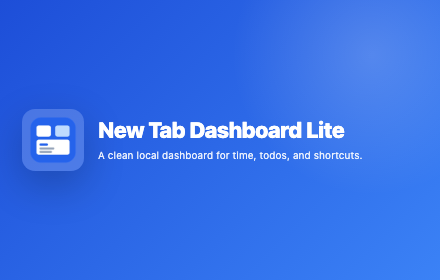 New Tab Dashboard Lite
A clean local dashboard for time, todos, and shortcuts.